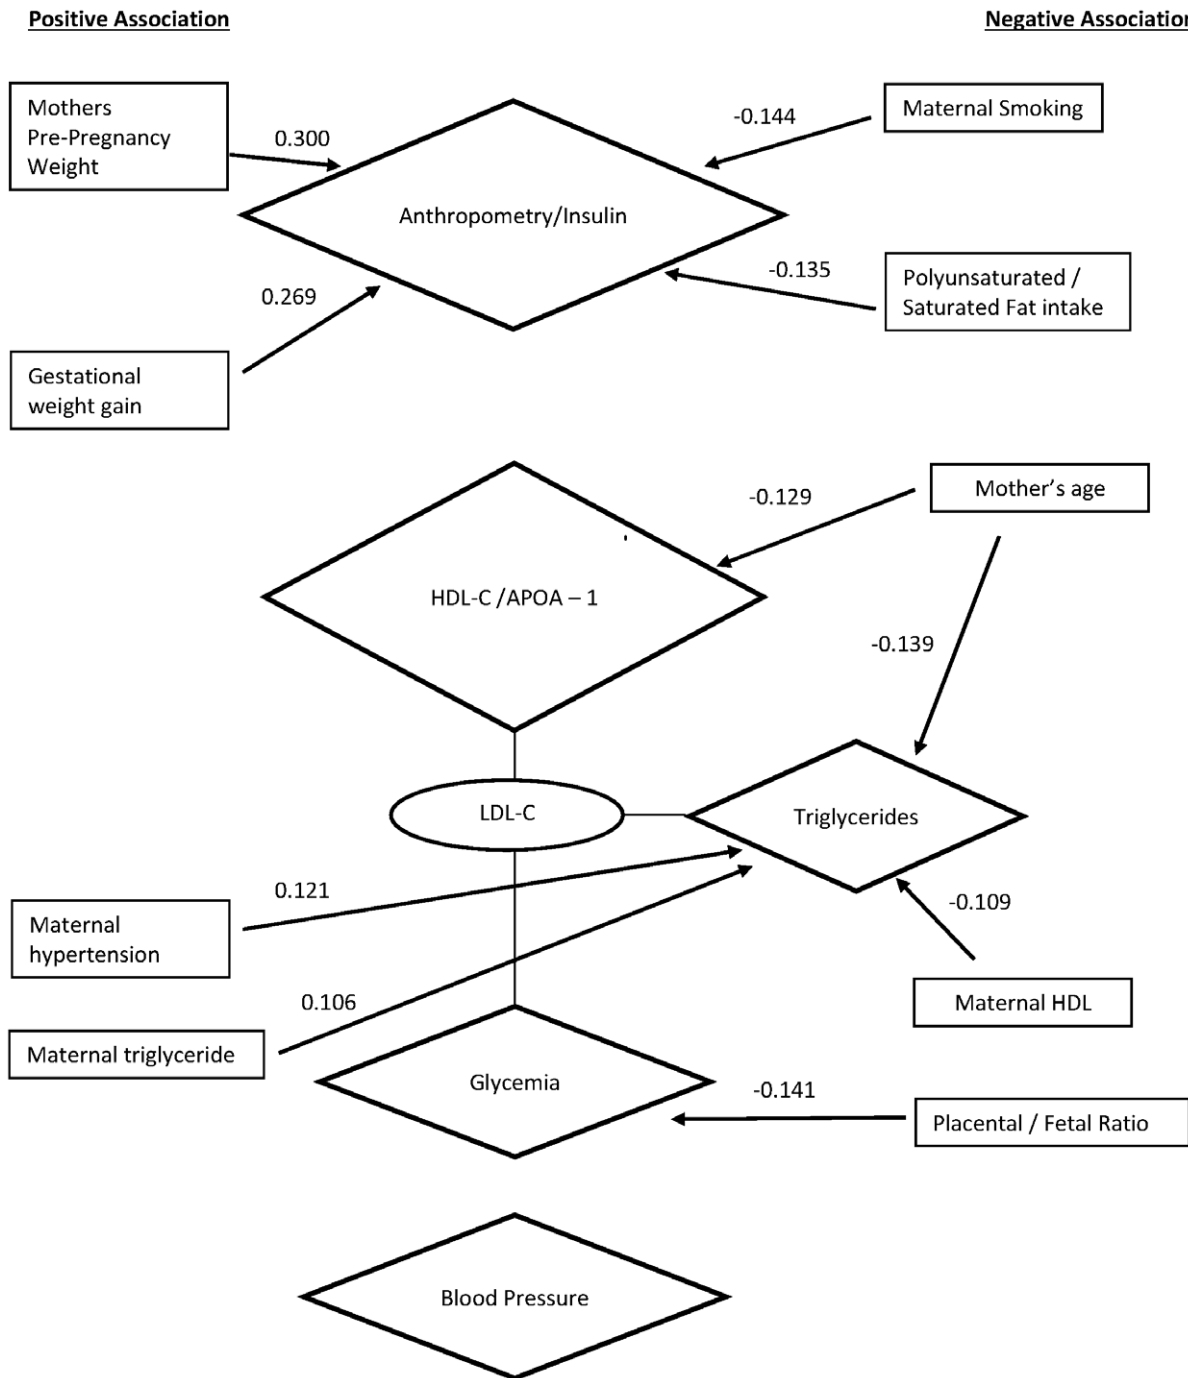 Positive Association
Negative Association
Mothers
Pre-Pregnancy
Weight
0.300
-0.144
Maternal Smoking
Anthropometry/Insulin
0.269
-0.135
Polyunsaturated /
Saturated Fat intake
Gestational
weight gain
-0.129
Mother’s age
HDL-C /APOA – 1
-0.139
LDL-C
Triglycerides
0.121
-0.109
Maternal
hypertension
0.106
Maternal HDL
Maternal triglyceride
Glycemia
-0.141
Placental / Fetal Ratio
Blood Pressure